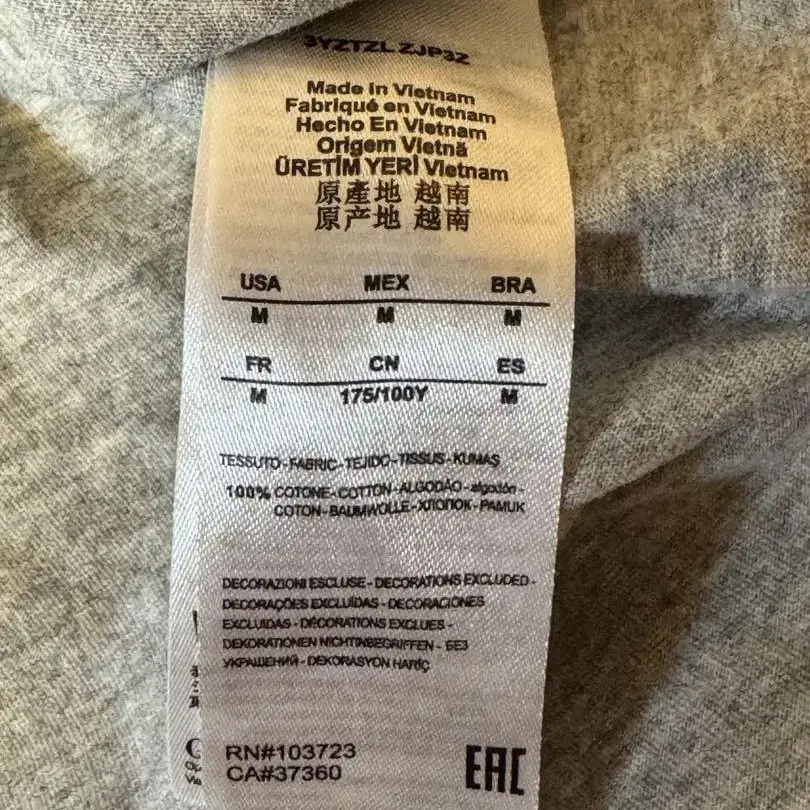 3YZTZL ZJP3Z
Made in Vietnam
Fabriqué en Vietnam
Hecho En Vietnam
Origem Vietnã
ÜRETİM YERİ Vietnam
原產地 越南
原产地 越南
USA MEX BRA
M M M
FR CN ES
M 175/100Y M
TESSUTO-FABRIC-TEJIDO-TISSUS-KUMAŞ
100% COTONE-COTTON-ALGODÃO-algodón-
COTON-BAUMWOLLE-ХЛОПОК-PAMUK
DECORAZIONI ESCLUSE-DECORATIONS EXCLUDED-
DECORAÇÕES EXCLUÍDAS-DECORACIONES
EXCLUIDAS-DÉCORATIONS EXCLUES-
DEKORATIONEN NICHTINBEGRIFFEN-БЕЗ
УКРАШЕНИЙ-DEKORASYON HARİÇ
RN#103723
CA#37360
EAC